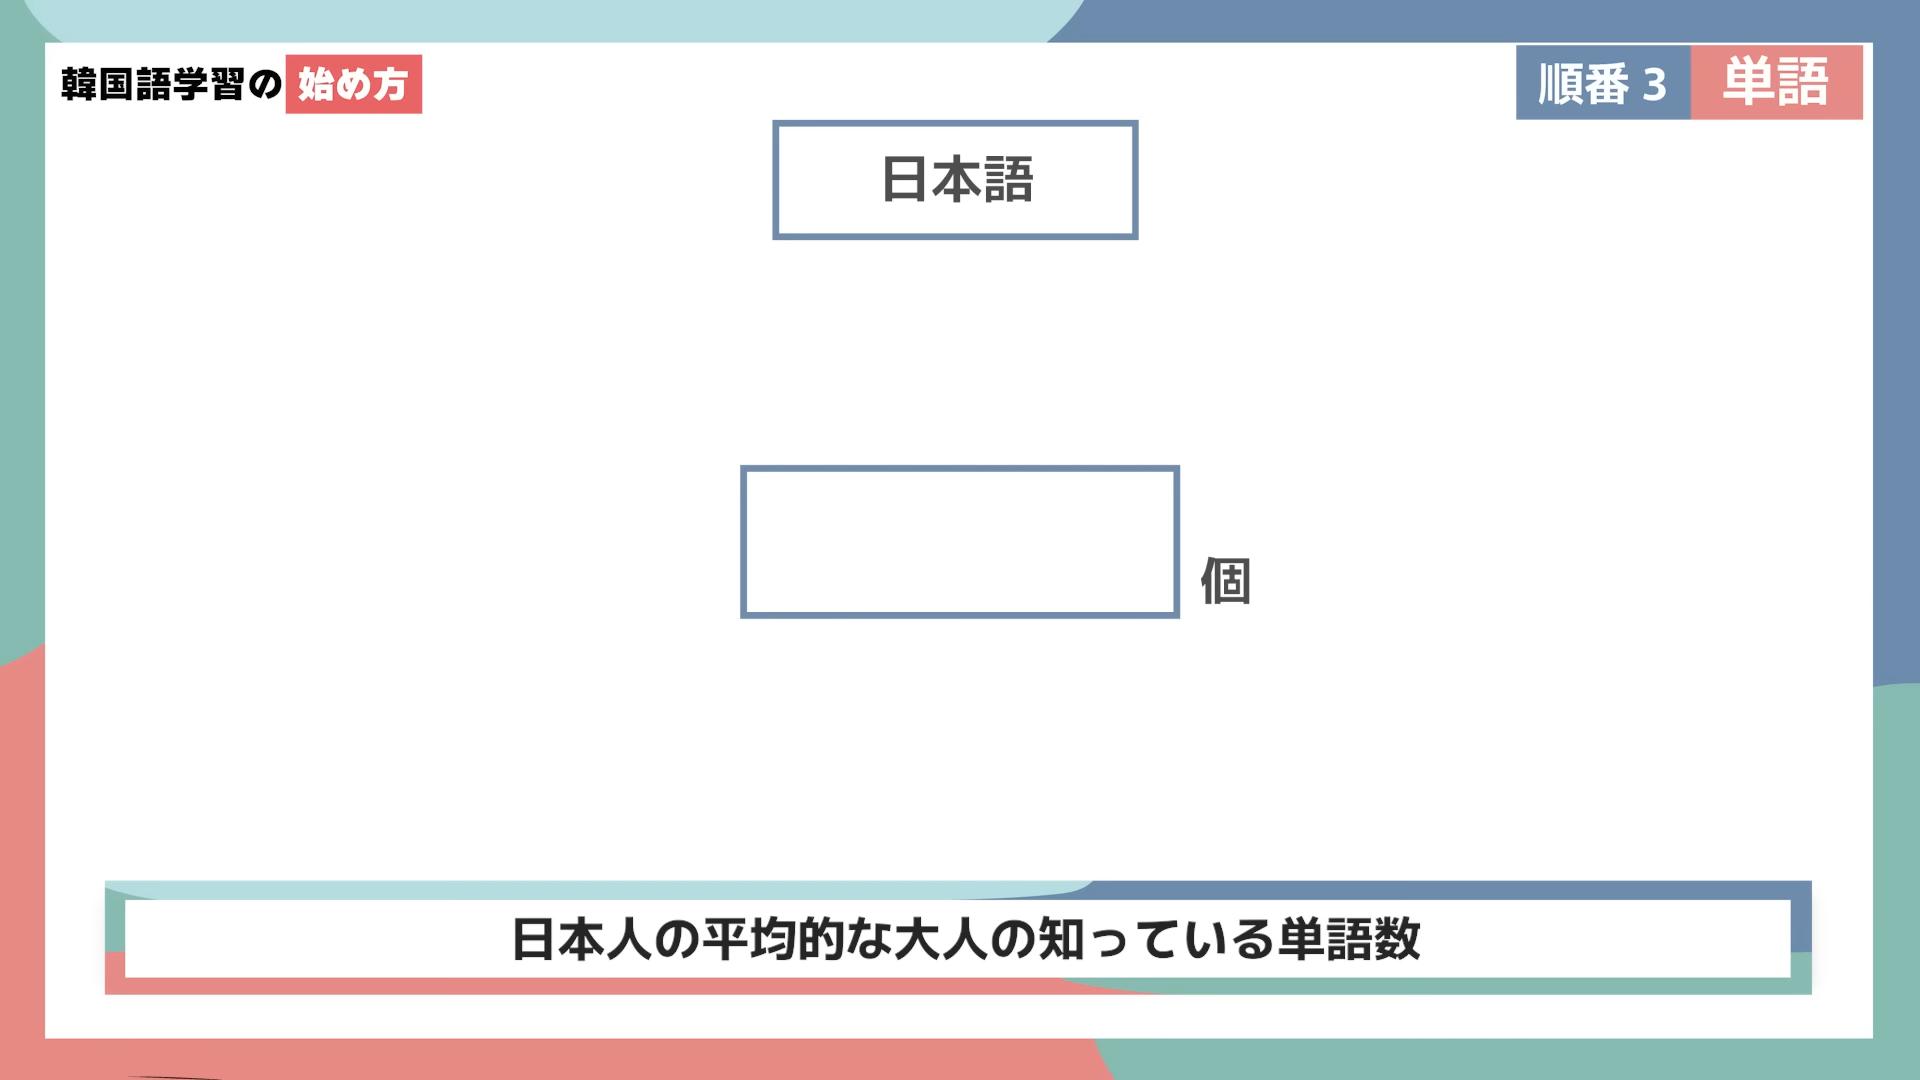 韓国語学習の始め方
順番 3 単語
日本語
個
日本人の平均的な大人の知っている単語数